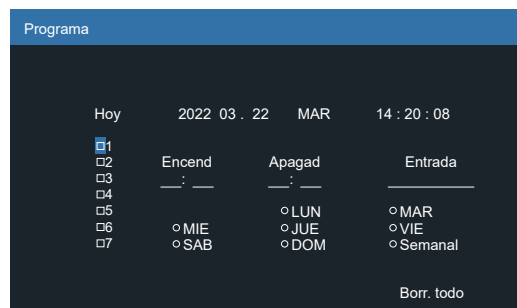 Programa
Hoy 2022 03 . 22 MAR 14 : 20 : 08
□1
□2 Encend Apagad Entrada
□3 __:__ __:__ ________
□4
□5 ○LUN ○MAR
□6 ○MIE ○JUE ○VIE
□7 ○SAB ○DOM ○Semanal
Borr. todo